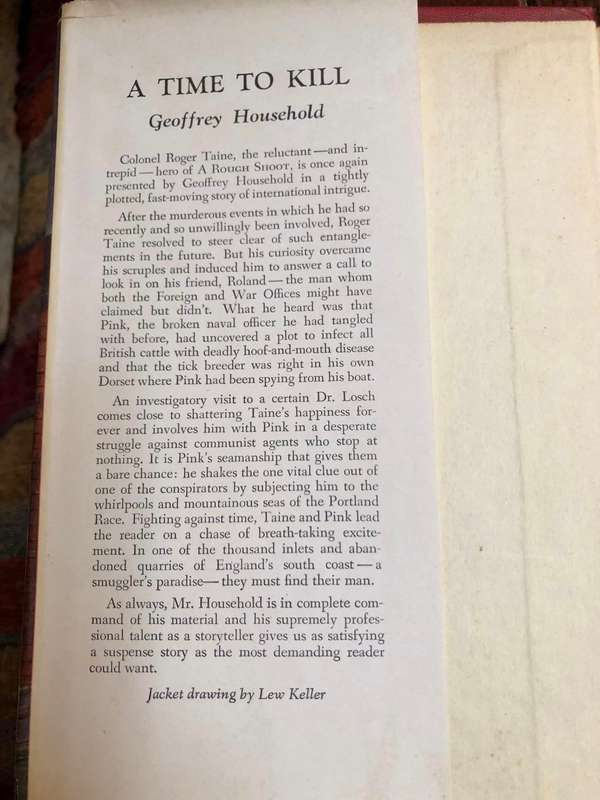 A TIME TO KILL
Geoffrey Household
Colonel Roger Taine, the reluctant—and in-
trepid—hero of A ROUGH SHOOT, is once again
presented by Geoffrey Household in a tightly
plotted, fast-moving story of international intrigue.
After the murderous events in which he had so
recently and so unwillingly been involved, Roger
Taine resolved to steer clear of such entangle-
ments in the future. But his curiosity overcame
his scruples and induced him to answer a call to
look in on his friend, Roland—the man whom
both the Foreign and War Offices might have
claimed but didn't. What he heard was that
Pink, the broken naval officer he had tangled
with before, had uncovered a plot to infect all
British cattle with deadly hoof-and-mouth disease
and that the tick breeder was right in his own
Dorset where Pink had been spying from his boat.
An investigatory visit to a certain Dr. Losch
comes close to shattering Taine's happiness for-
ever and involves him with Pink in a desperate
struggle against communist agents who stop at
nothing. It is Pink's seamanship that gives them
a bare chance: he shakes the one vital clue out of
one of the conspirators by subjecting him to the
whirlpools and mountainous seas of the Portland
Race. Fighting against time, Taine and Pink lead
the reader on a chase of breath-taking excite-
ment. In one of the thousand inlets and aban-
doned quarries of England's south coast—a
smuggler's paradise—they must find their man.
As always, Mr. Household is in complete com-
mand of his material and his supremely profes-
sional talent as a storyteller gives us as satisfying
a suspense story as the most demanding reader
could want.
Jacket drawing by Lew Keller